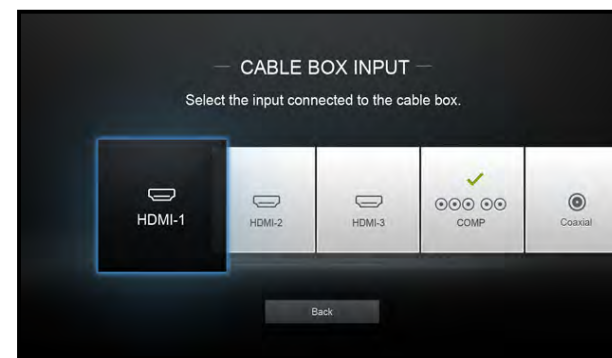 CABLE BOX INPUT
Select the input connected to the cable box.
HDMI-1
HDMI-2
HDMI-3
COMP
Coaxial
Back